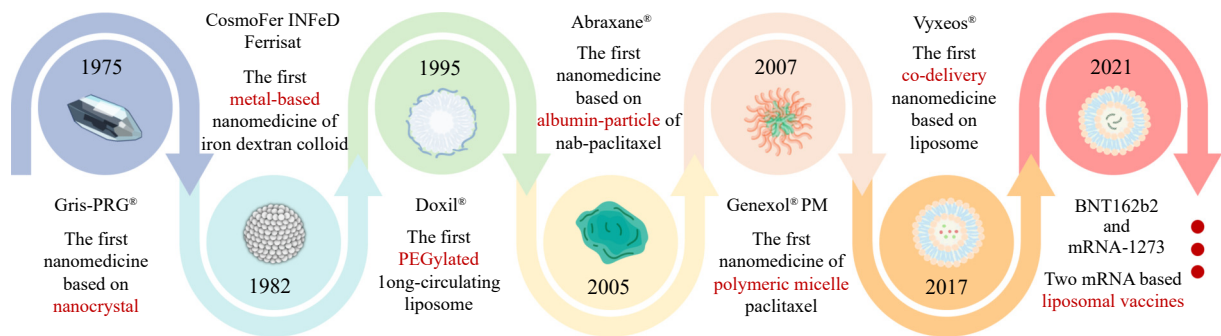 1975
Gris-PRG®
The first
nanomedicine
based on
nanocrystal
CosmoFer INFeD
Ferrisat
The first
metal-based
nanomedicine of
iron dextran colloid
1982
1995
Doxil®
The first
PEGylated
long-circulating
liposome
Abraxane®
The first
nanomedicine
based on
albumin-particle of
nab-paclitaxel
2005
2007
Genexol® PM
The frst
nanomedicine of
polymeric micelle
paclitaxel
Vyxeos®
The first
co-delivery
nanomedicine
based on
liposome
2017
2021
BNT162b2
and
mRNA-1273
Two mRNA based
liposomal vaccines